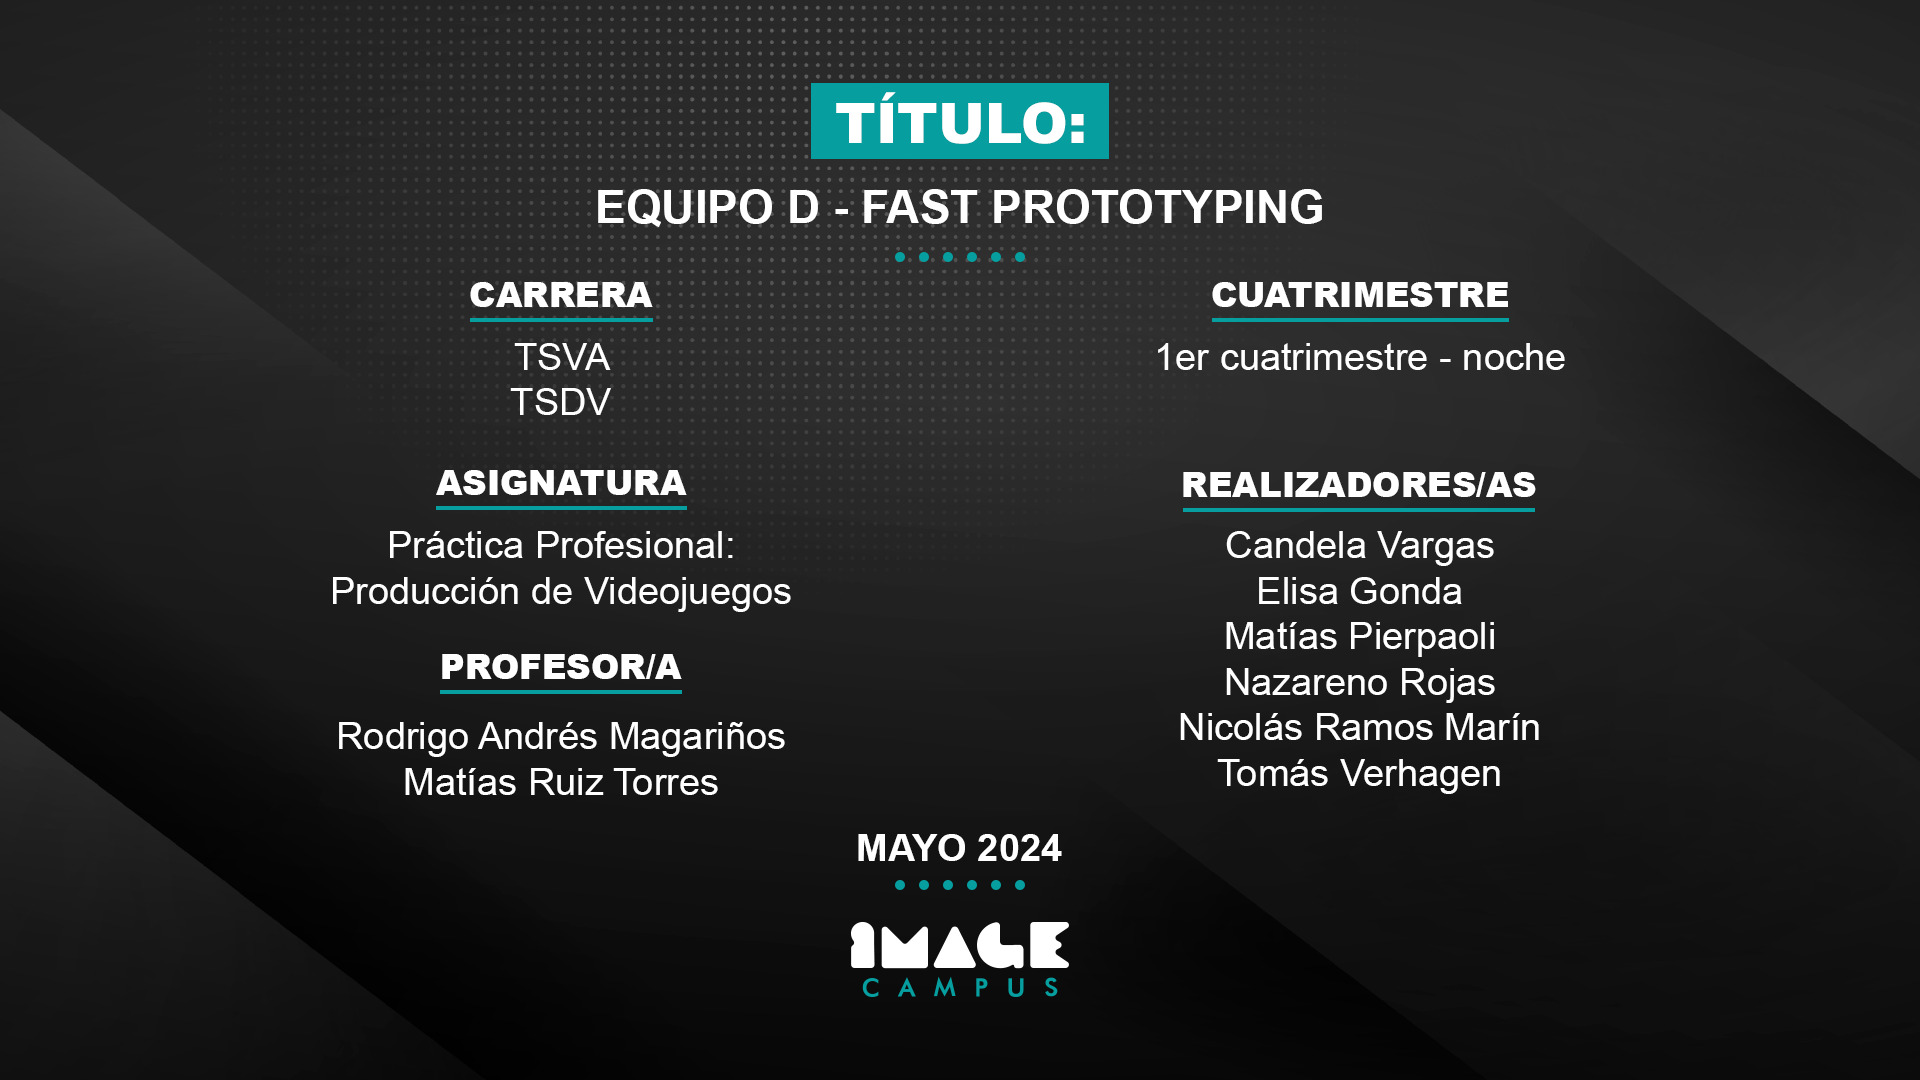 TÍTULO:
EQUIPO D - FAST PROTOTYPING
CARRERA
TSVA
TSDV
ASIGNATURA
Práctica Profesional:
Producción de Videojuegos
PROFESOR/A
Rodrigo Andrés Magariños
Matías Ruiz Torres
CUATRIMESTRE
1er cuatrimestre - noche
REALIZADORES/AS
Candela Vargas
Elisa Gonda
Matías Pierpaoli
Nazareno Rojas
Nicolás Ramos Marín
Tomás Verhagen
MAYO 2024
IMAGE
CAMPUS